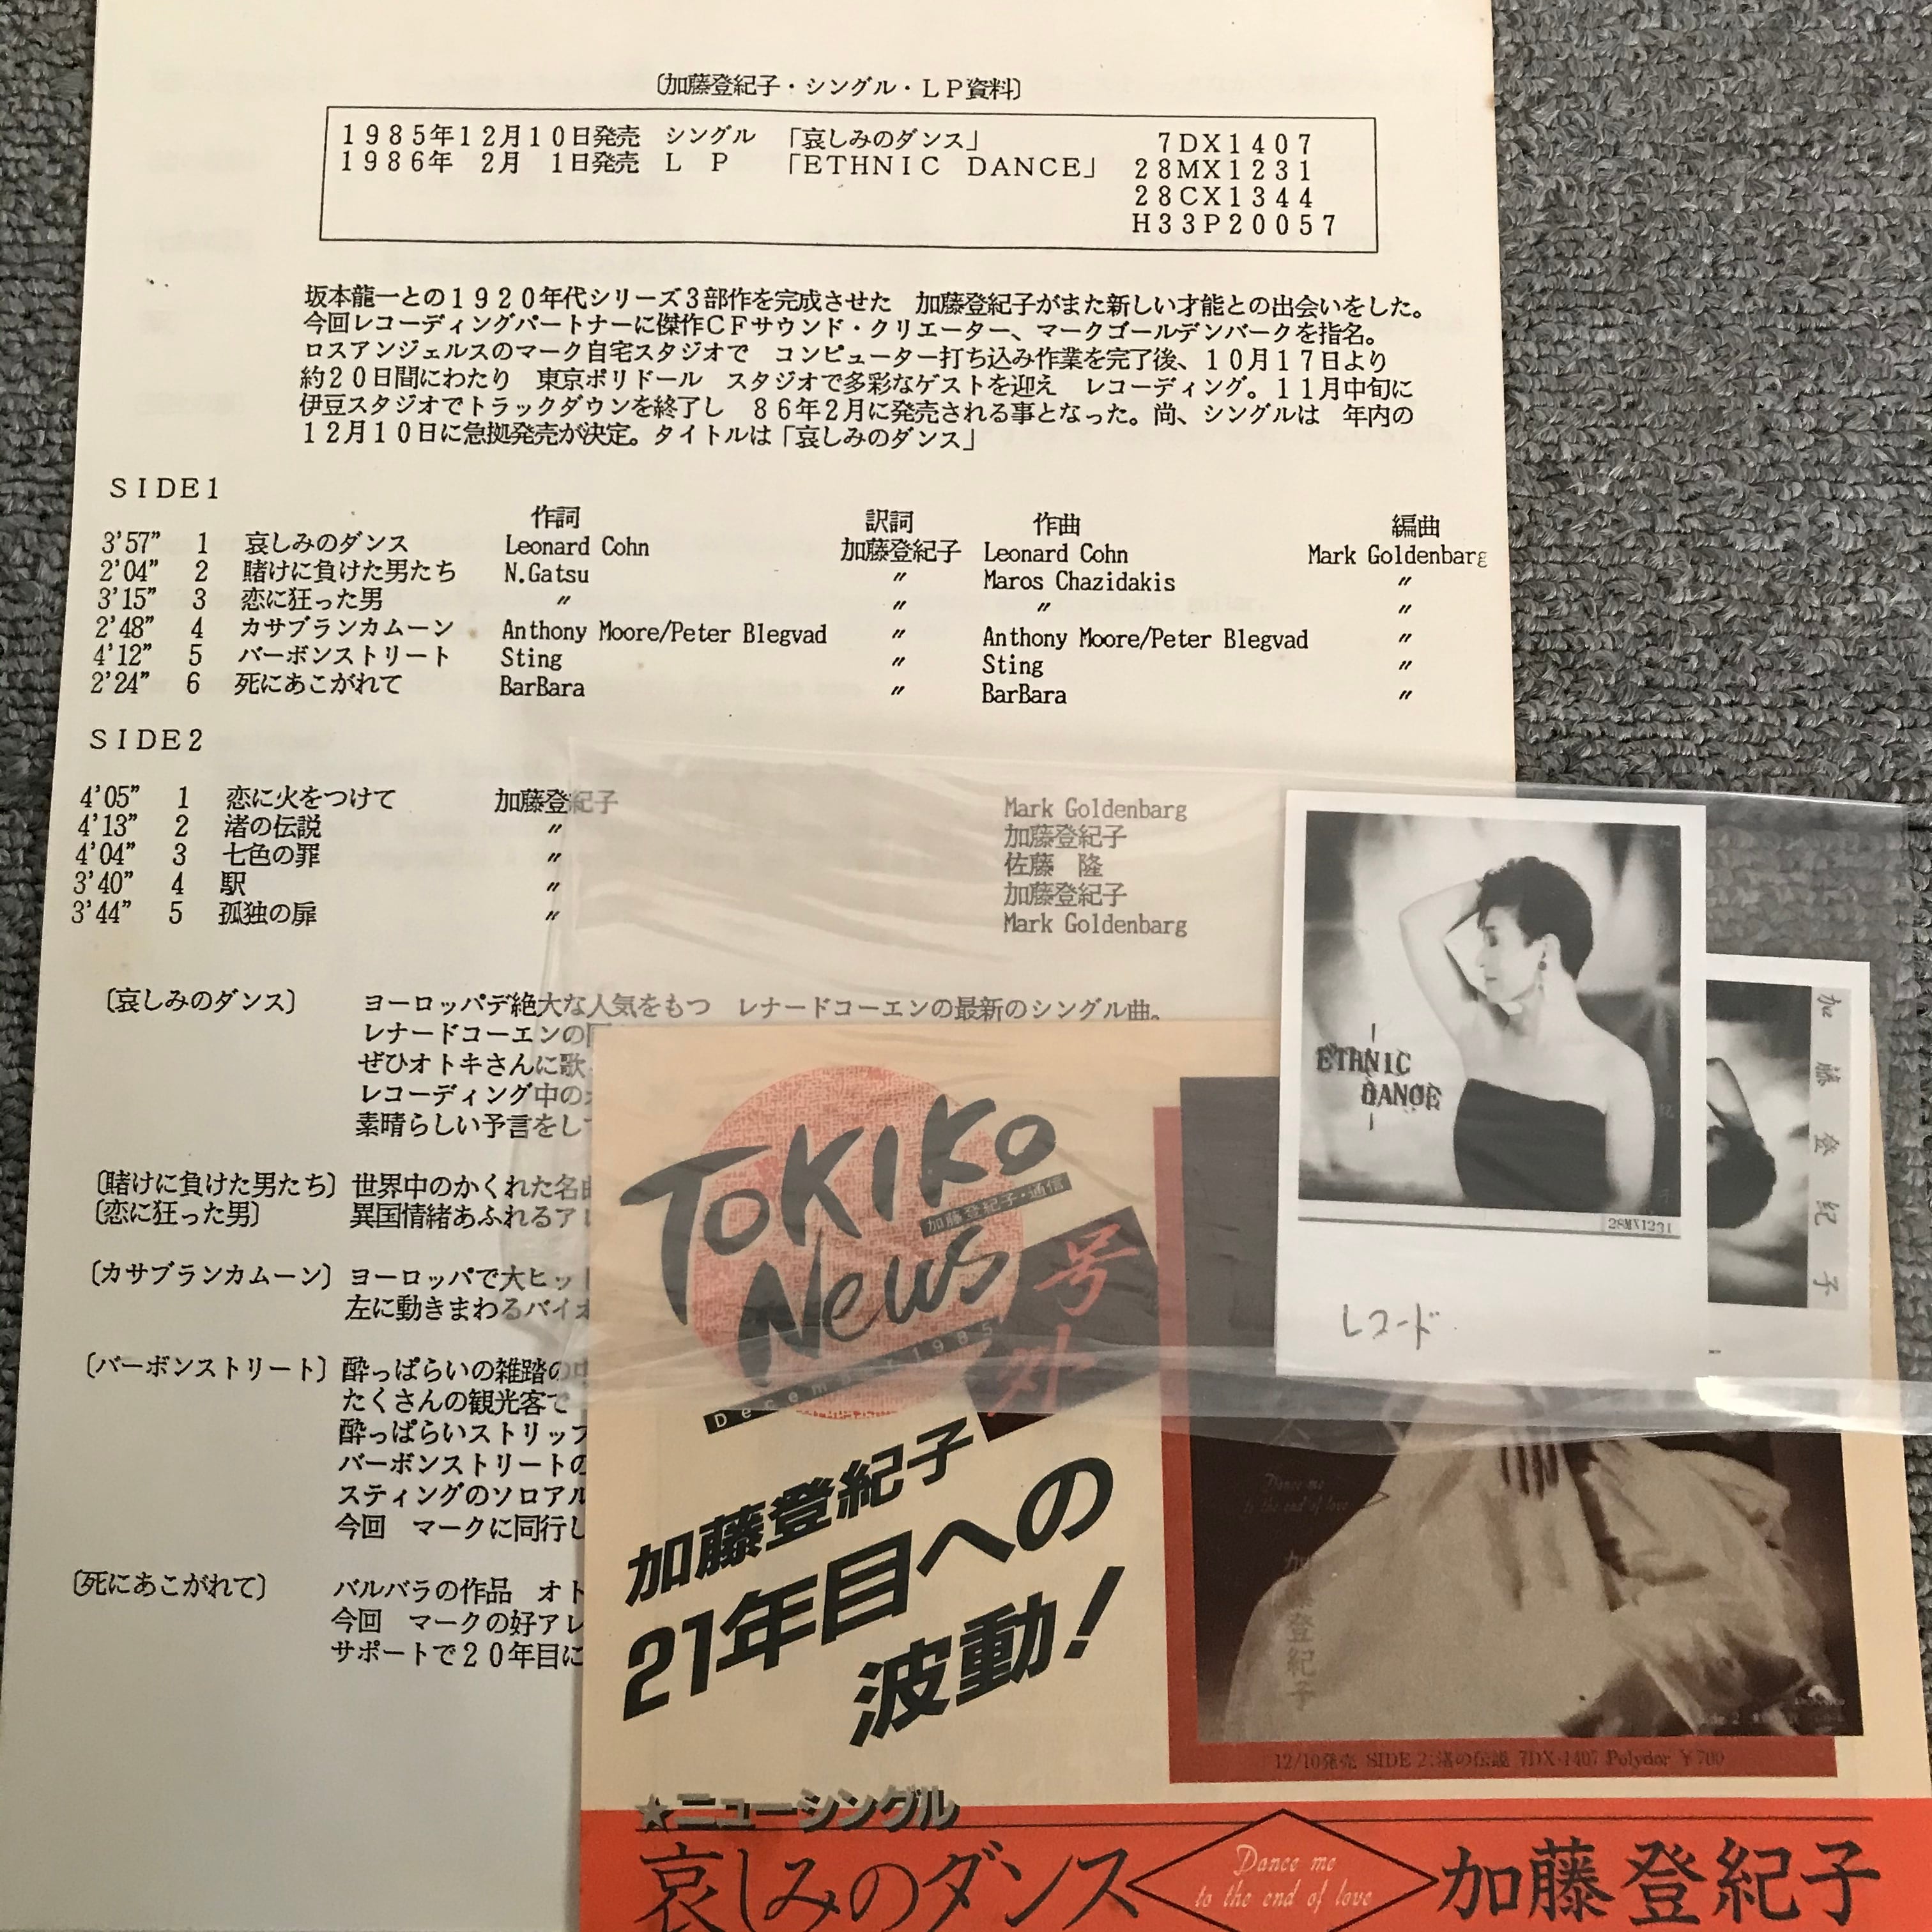 〔加藤登紀子・シングル・ＬＰ資料〕
１９８５年１２月１０日発売　シングル　「哀しみのダンス」　７ＤＸ１４０７
１９８６年　２月　１日発売　Ｌ　Ｐ　「ＥＴＨＮＩＣ　ＤＡＮＣＥ」　２８ＭＸ１２３１
２８ＣＸ１３４４
Ｈ３３Ｐ２００５７
坂本龍一との１９２０年代シリーズ３部作を完成させた　加藤登紀子がまた新しい才能との出会いをした。
今回レコーディングパートナーに傑作ＣＦサウンド・クリエーター、マークゴールデンバークを指名。
ロスアンジェルスのマーク自宅スタジオで　コンピューター打ち込み作業を完了後、１０月１７日より
約２０日間にわたり　東京ポリドール　スタジオで多彩なゲストを迎え　レコーディング。１１月中旬に
伊豆スタジオでトラックダウンを終了し　８６年２月に発売される事となった。尚、シングルは　年内の
１２月１０日に急拠発売が決定。タイトルは「哀しみのダンス」
ＳＩＤＥ１
作詞　訳詞　作曲　編曲
3'57” 1 哀しみのダンス Leonard Cohn 加藤登紀子 Leonard Cohn Mark Goldenbarg
2'04” 2 賭けに負けた男たち N.Gatsu 〃 Maros Chazidakis 〃
3'15” 3 恋に狂った男 〃 〃 〃 〃
2'48” 4 カサブランカムーン Anthony Moore/Peter Blegvad 〃 Anthony Moore/Peter Blegvad 〃
4'12” 5 バーボンストリート Sting 〃 Sting 〃
2'24” 6 死にあこがれて BarBara 〃 BarBara 〃
ＳＩＤＥ２
4'05” 1 恋に火をつけて 加藤登紀子 Mark Goldenbarg
4'13” 2 渚の伝説 〃 加藤登紀子
4'04” 3 七色の罪 〃 佐藤　隆
3'40” 4 駅 〃 加藤登紀子
3'44” 5 孤独の扉 〃 Mark Goldenbarg
〔哀しみのダンス〕 ヨーロッパデ絶大な人気をもつ　レナードコーエンの最新のシングル曲。
レナードコーエンの
ぜひオトキさんに歌
レコーディング中の
素晴らしい予言をし
〔賭けに負けた男たち〕 世界中のかくれた名曲
〔恋に狂った男〕 異国情緒あふれるア
〔カサブランカムーン〕 ヨーロッパで大ヒッ
左に動きまわるバイオ
〔バーボンストリート〕 酔っぱらいの雑踏の中
たくさんの観光客で
酔っぱらいストリップ
バーボンストリートの
スティングのソロアル
今回　マークに同行し
〔死にあこがれて〕 バルバラの作品　オト
今回　マークの好アレ
サポートで２０年目に
ETHNIC
DANCE
28MX1231
レコード
加藤登紀子
TOKIKO
加藤登紀子・通信
News
号外
December 1985
加藤登紀子
21年目への
波動!
Dance me
to the end of love
加藤登紀子
12/10発売 SIDE 2:渚の伝説 7DX-1407 Polydor ￥700
★ニューシングル
哀しみのダンス
Dance me
to the end of love
加藤登紀子